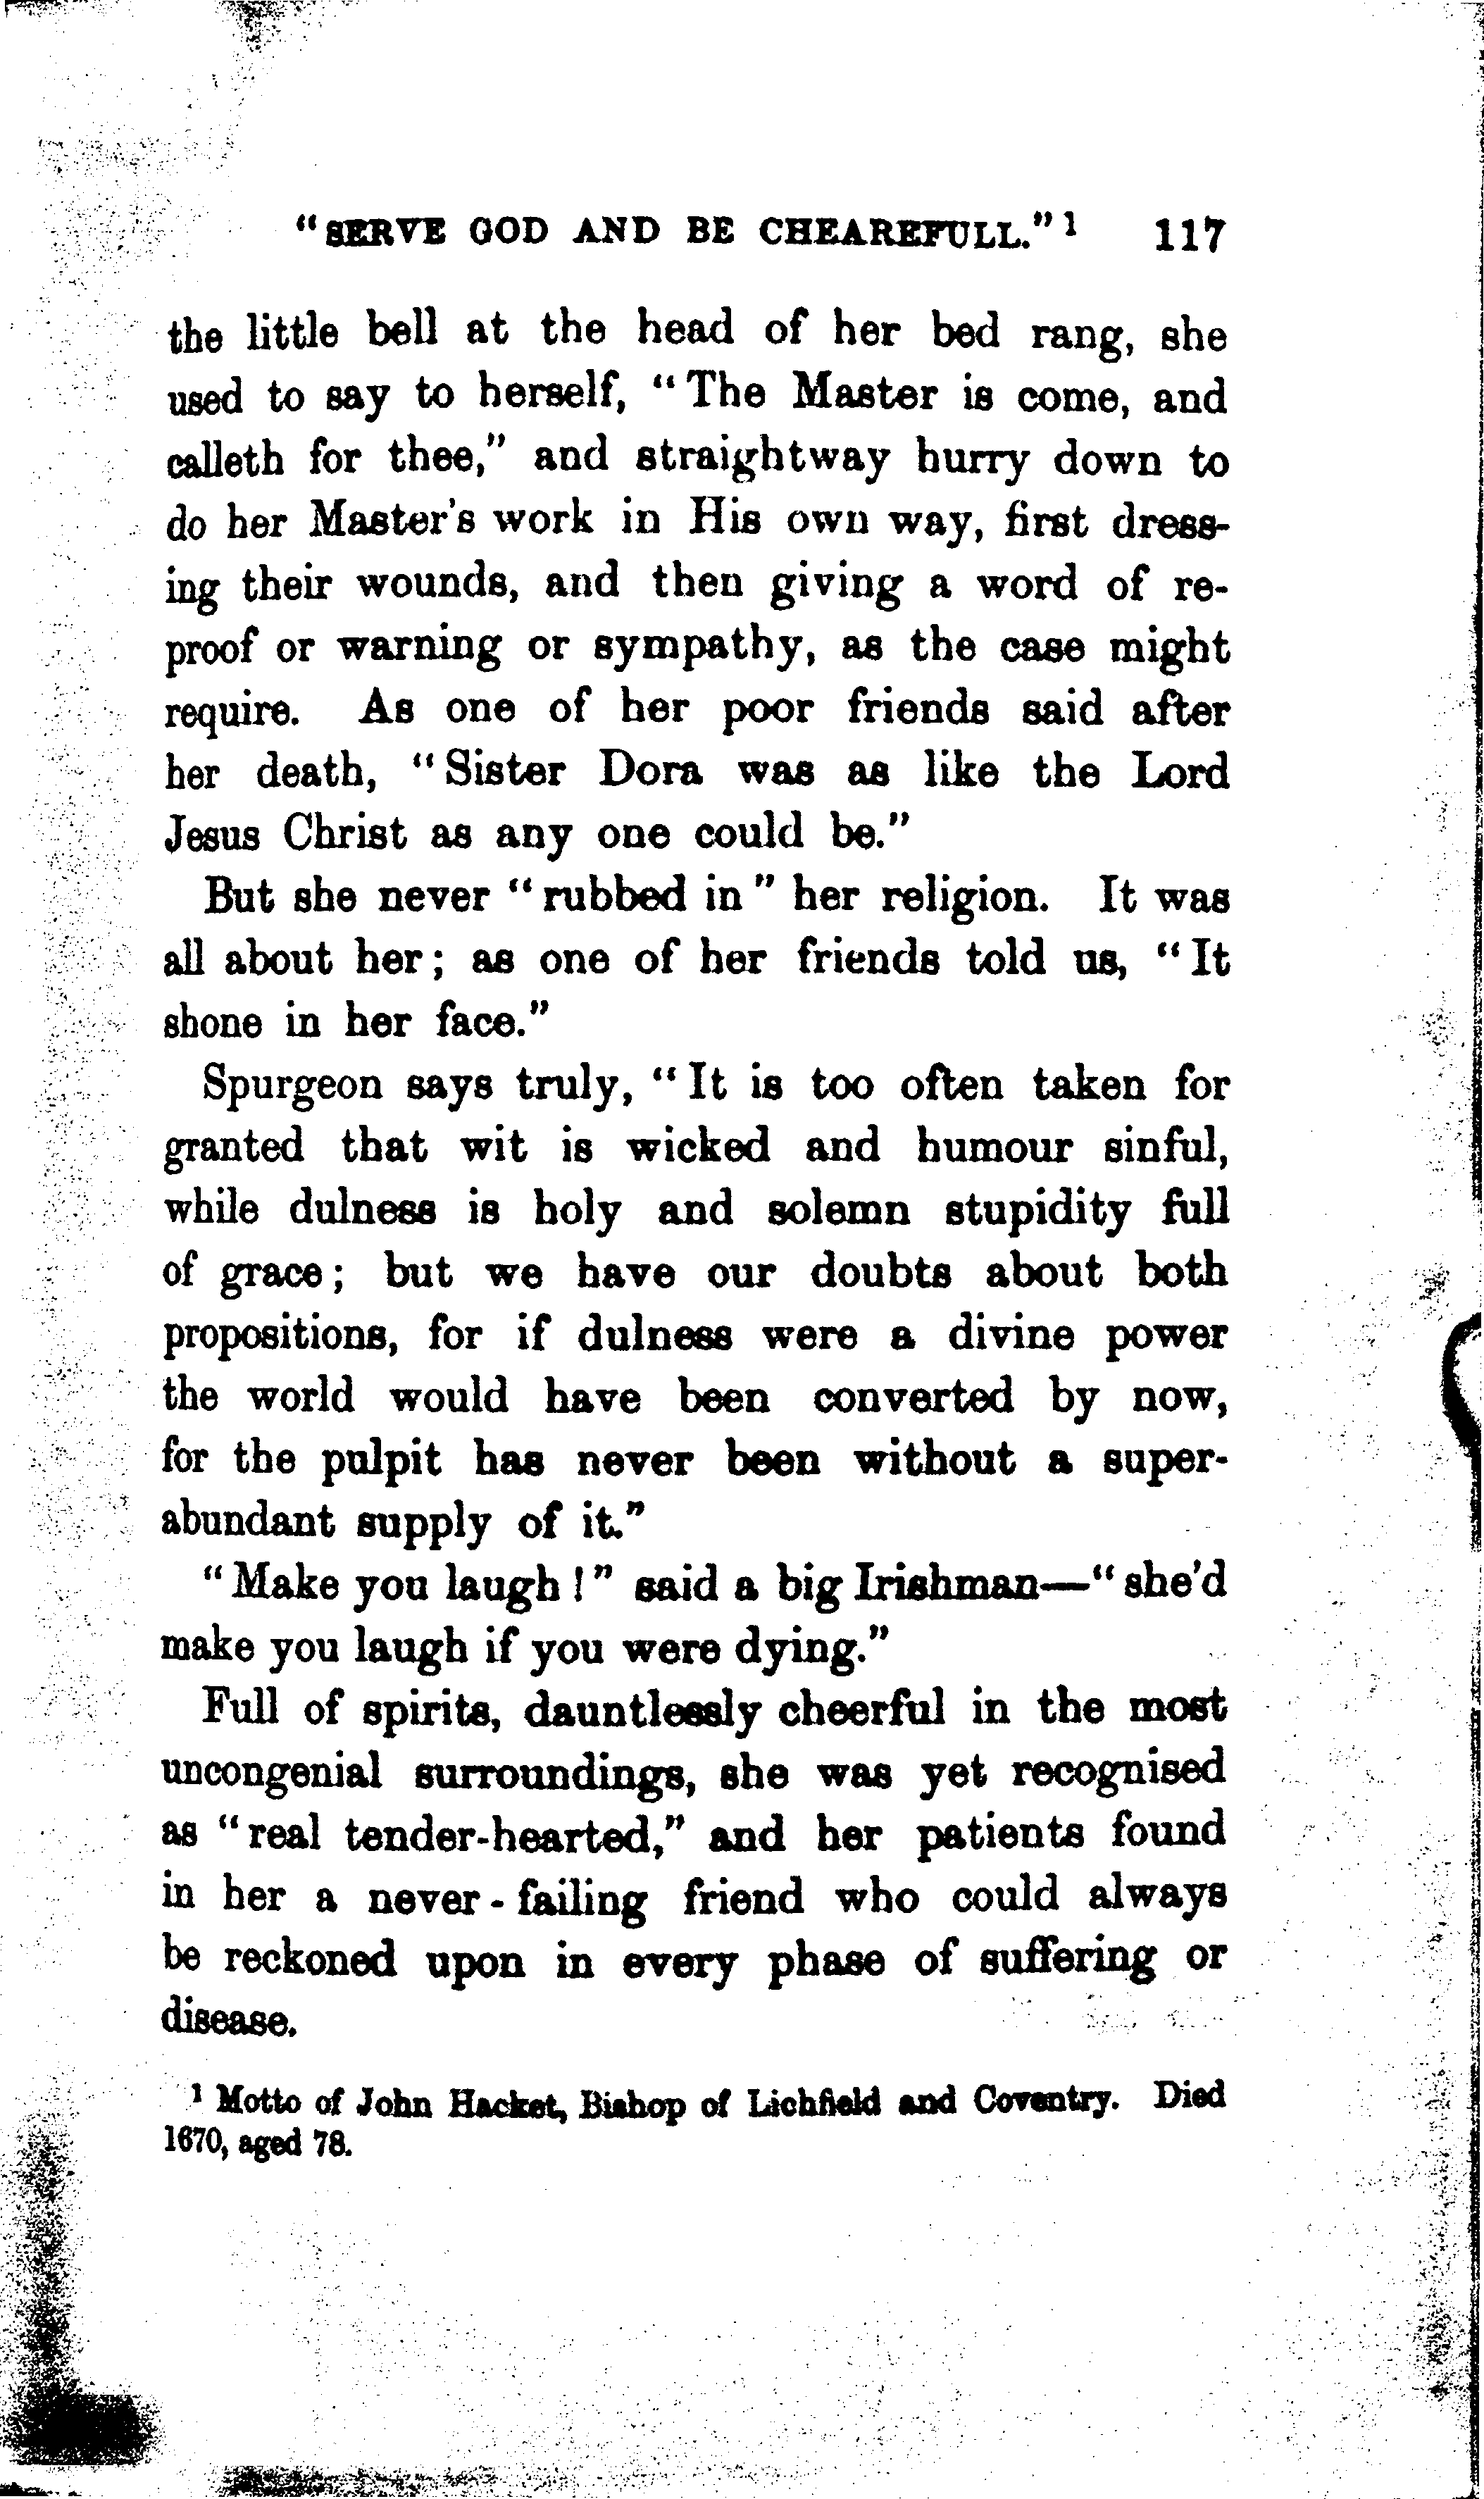 "SERVE GOD AND BE CHEAREFULL."¹ 117
the little bell at the head of her bed rang, she
used to say to herself, "The Master is come, and
calleth for thee," and straightway hurry down to
do her Master's work in His own way, first dress-
ing their wounds, and then giving a word of re-
proof or warning or sympathy, as the case might
require. As one of her poor friends said after
her death, "Sister Dora was as like the Lord
Jesus Christ as any one could be."
But she never "rubbed in" her religion. It was
all about her; as one of her friends told us, "It
shone in her face."
Spurgeon says truly, "It is too often taken for
granted that wit is wicked and humour sinful,
while dulness is holy and solemn stupidity full
of grace; but we have our doubts about both
propositions, for if dulness were a divine power
the world would have been converted by now,
for the pulpit has never been without a super-
abundant supply of it."
"Make you laugh!" said a big Irishman—"she'd
make you laugh if you were dying."
Full of spirits, dauntlessly cheerful in the most
uncongenial surroundings, she was yet recognised
as "real tender-hearted," and her patients found
in her a never-failing friend who could always
be reckoned upon in every phase of suffering or
disease.
¹ Motto of John Hacket, Bishop of Lichfield and Coventry. Died
1670, aged 78.